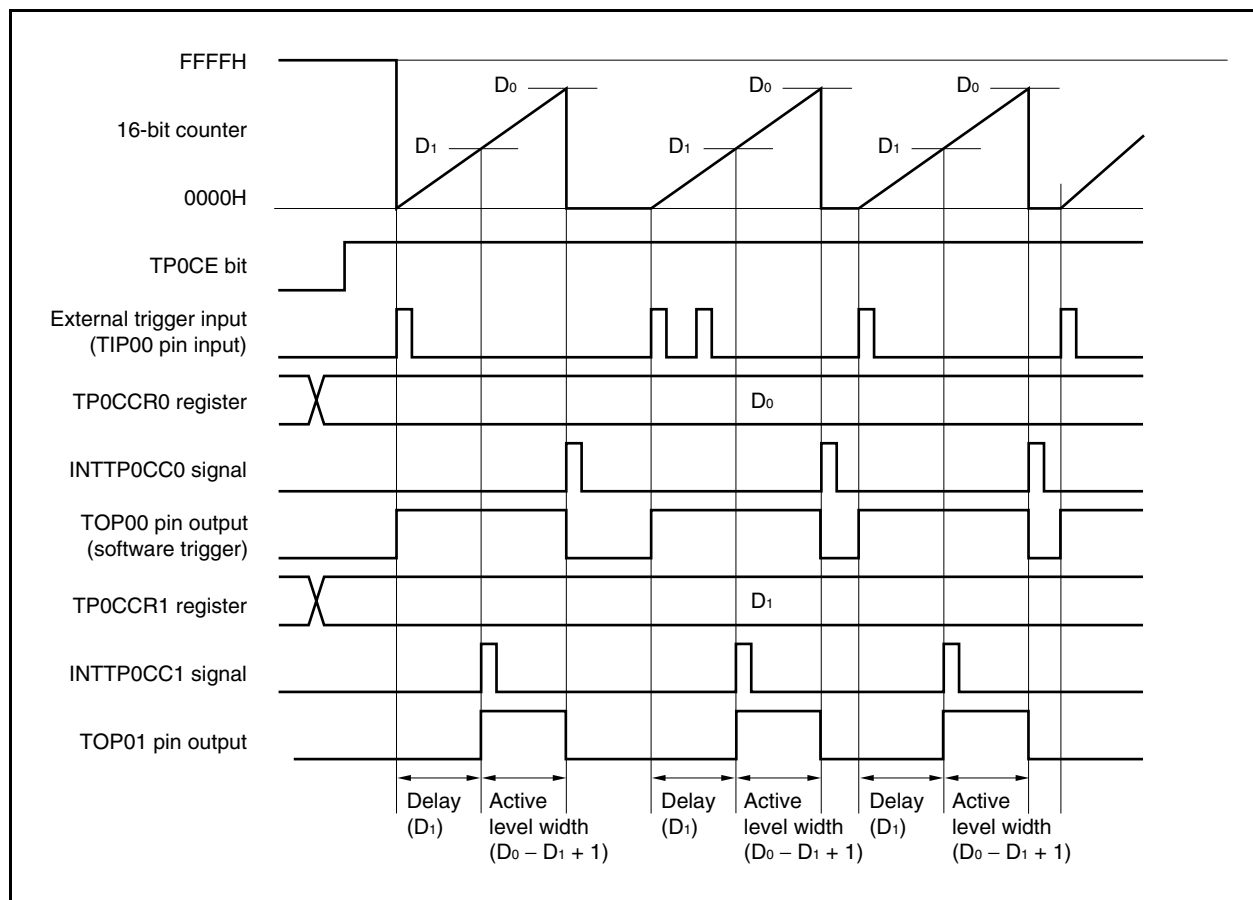 FFFFH
D0 D0 D0
16-bit counter
D1 D1 D1
0000H
TP0CE bit
External trigger input
(TIP00 pin input)
TP0CCR0 register
D0
INTTP0CC0 signal
TOP00 pin output
(software trigger)
TP0CCR1 register
D1
INTTP0CC1 signal
TOP01 pin output
Delay
(D1)
Active
level width
(D0 − D1 + 1)
Delay
(D1)
Active
level width
(D0 − D1 + 1)
Delay
(D1)
Active
level width
(D0 − D1 + 1)